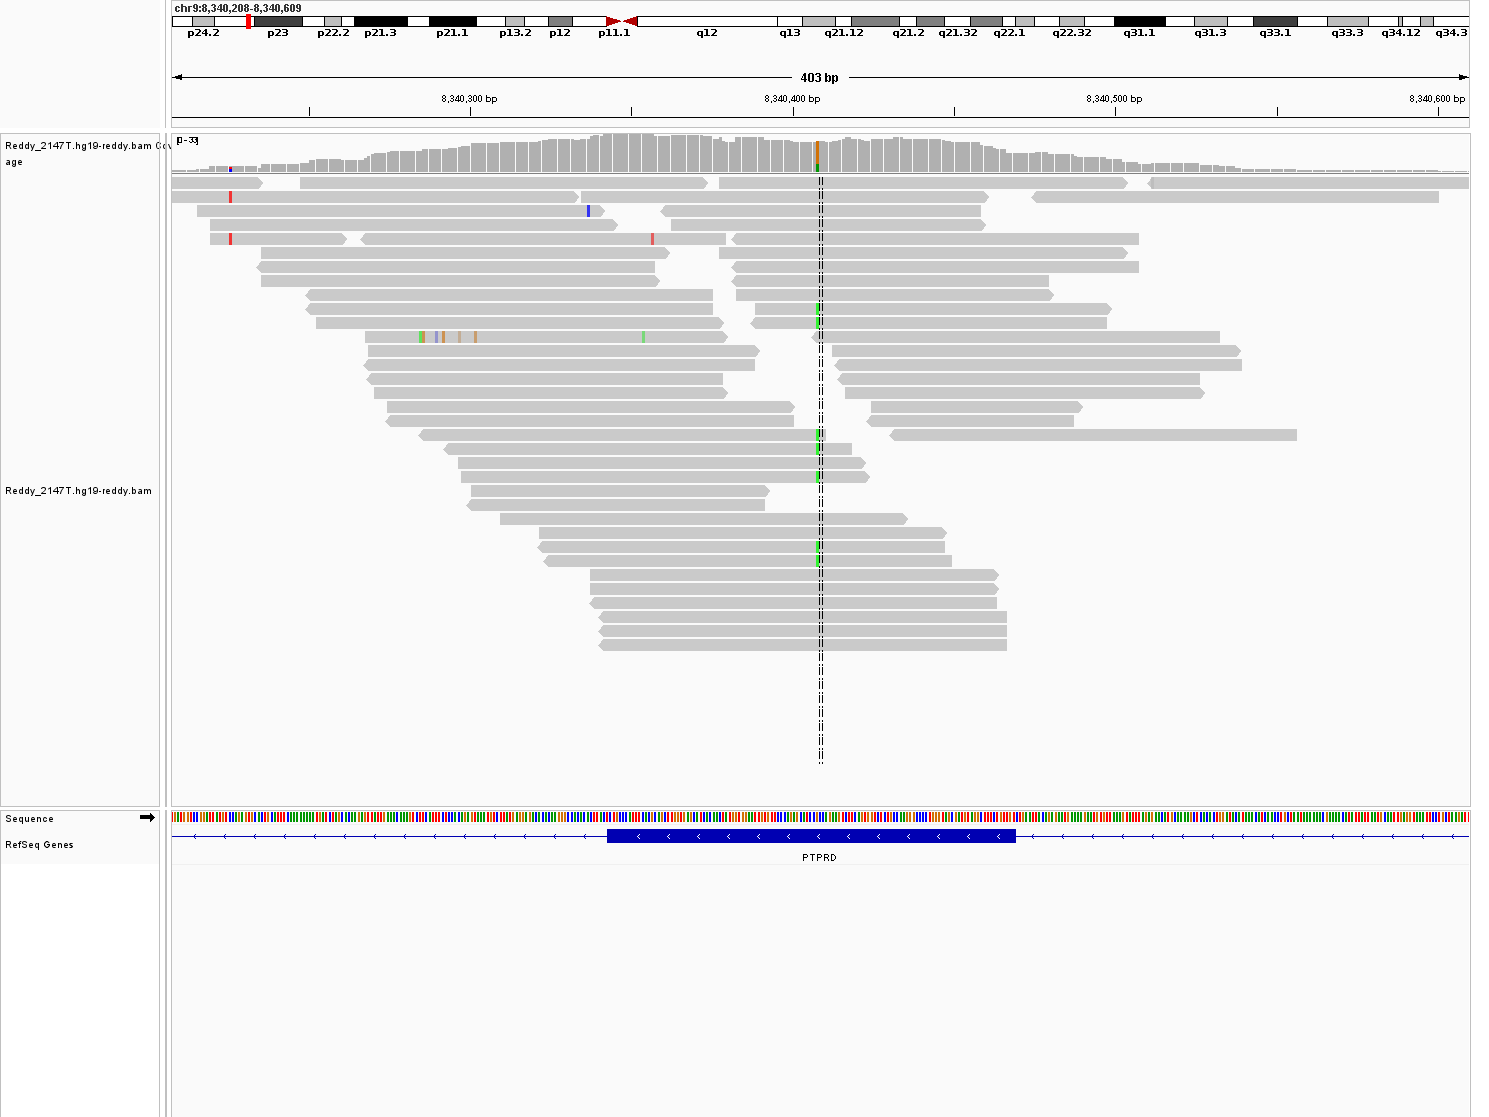 chr9:8,340,208-8,340,609
p24.2 p23 p22.2 p21.3 p21.1 p13.2 p12 p11.1 q12 q13 q21.12 q21.2 q21.32 q22.1 q22.32 q31.1 q31.3 q33.1 q33.3 q34.12 q34.3
403 bp
8,340,300 bp 8,340,400 bp 8,340,500 bp 8,340,600 bp
Reddy_2147T.hg19-reddy.bam Cov
age
[0-33]
Reddy_2147T.hg19-reddy.bam
Sequence
RefSeq Genes
PTPRD